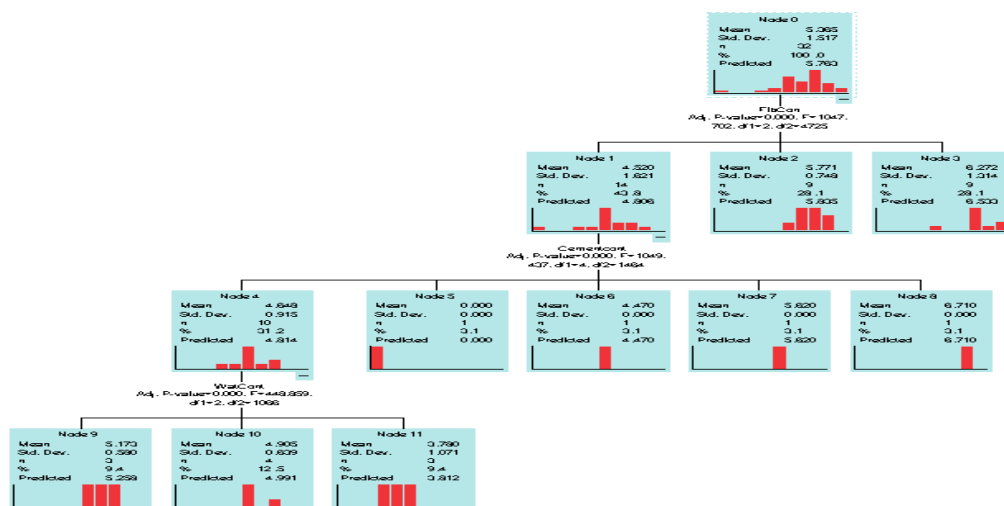 Node 0
Mean 5.365
Std. Dev. 1.517
n 32
% 100.0
Predicted 5.763
FlbCon
Adj. P-value=0.000, F=1047.
702, df1=2, df2=4725
Node 1
Mean 4.520
Std. Dev. 1.621
n 14
% 43.8
Predicted 4.806
Node 2
Mean 5.771
Std. Dev. 0.748
n 9
% 28.1
Predicted 5.835
Node 3
Mean 6.272
Std. Dev. 1.314
n 9
% 28.1
Predicted 6.533
Cementcont
Adj. P-value=0.000, F=1049.
437, df1=4, df2=1464
Node 4
Mean 4.648
Std. Dev. 0.915
n 10
% 31.2
Predicted 4.814
Node 5
Mean 0.000
Std. Dev. 0.000
n 1
% 3.1
Predicted 0.000
Node 6
Mean 4.470
Std. Dev. 0.000
n 1
% 3.1
Predicted 4.470
Node 7
Mean 5.620
Std. Dev. 0.000
n 1
% 3.1
Predicted 5.620
Node 8
Mean 6.710
Std. Dev. 0.000
n 1
% 3.1
Predicted 6.710
WatCont
Adj. P-value=0.000, F=448.859,
df1=2, df2=1066
Node 9
Mean 5.173
Std. Dev. 0.580
n 3
% 9.4
Predicted 5.258
Node 10
Mean 4.905
Std. Dev. 0.639
n 4
% 12.5
Predicted 4.991
Node 11
Mean 3.780
Std. Dev. 1.071
n 3
% 9.4
Predicted 3.812